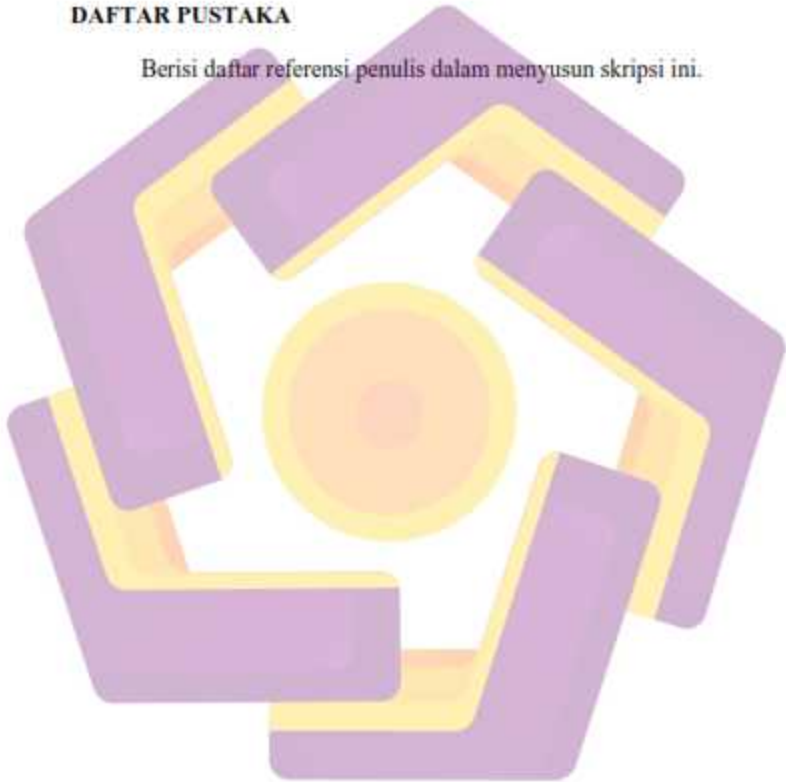 DAFTAR PUSTAKA
Berisi daftar referensi penulis dalam menyusun skripsi ini.